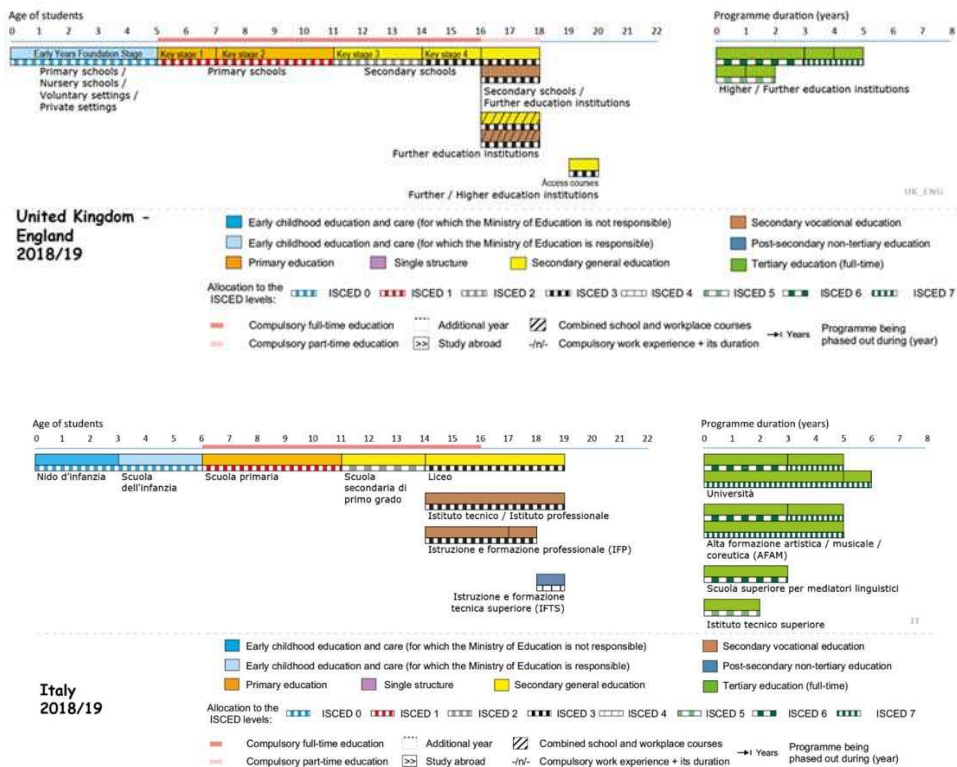 Age of students
Programme duration (years)
0 1 2 3 4 5 6 7 8 9 10 11 12 13 14 15 16 17 18 19 20 21 22
0 1 2 3 4 5 6 7 8
Early Years Foundation Stage
Key stage 1
Key stage 2
Key stage 3
Key stage 4
Primary schools /
Nursery schools /
Voluntary settings /
Private settings
Primary schools
Secondary schools
Secondary schools /
Further education institutions
Higher / Further education institutions
Further education institutions
Access courses
Further / Higher education institutions
UK_ENG
United Kingdom -
England
2018/19
Early childhood education and care (for which the Ministry of Education is not responsible)
Secondary vocational education
Early childhood education and care (for which the Ministry of Education is responsible)
Post-secondary non-tertiary education
Primary education
Single structure
Secondary general education
Tertiary education (full-time)
Allocation to the
ISCED levels:
ISCED 0
ISCED 1
ISCED 2
ISCED 3
ISCED 4
ISCED 5
ISCED 6
ISCED 7
Compulsory full-time education
Additional year
Combined school and workplace courses
Years
Programme being
phased out during (year)
Compulsory part-time education
>>
Study abroad
-/n/-
Compulsory work experience + its duration
Age of students
Programme duration (years)
0 1 2 3 4 5 6 7 8 9 10 11 12 13 14 15 16 17 18 19 20 21 22
0 1 2 3 4 5 6 7 8
Nido d'infanzia
Scuola
dell'infanzia
Scuola primaria
Scuola
secondaria di
primo grado
Liceo
Università
Istituto tecnico / Istituto professionale
Istruzione e formazione professionale (IFP)
Alta formazione artistica / musicale /
coreutica (AFAM)
Scuola superiore per mediatori linguistici
Istruzione e formazione
tecnica superiore (IFTS)
Istituto tecnico superiore
IT
Italy
2018/19
Early childhood education and care (for which the Ministry of Education is not responsible)
Secondary vocational education
Early childhood education and care (for which the Ministry of Education is responsible)
Post-secondary non-tertiary education
Primary education
Single structure
Secondary general education
Tertiary education (full-time)
Allocation to the
ISCED levels:
ISCED 0
ISCED 1
ISCED 2
ISCED 3
ISCED 4
ISCED 5
ISCED 6
ISCED 7
Compulsory full-time education
Additional year
Combined school and workplace courses
Years
Programme being
phased out during (year)
Compulsory part-time education
>>
Study abroad
-/n/-
Compulsory work experience + its duration